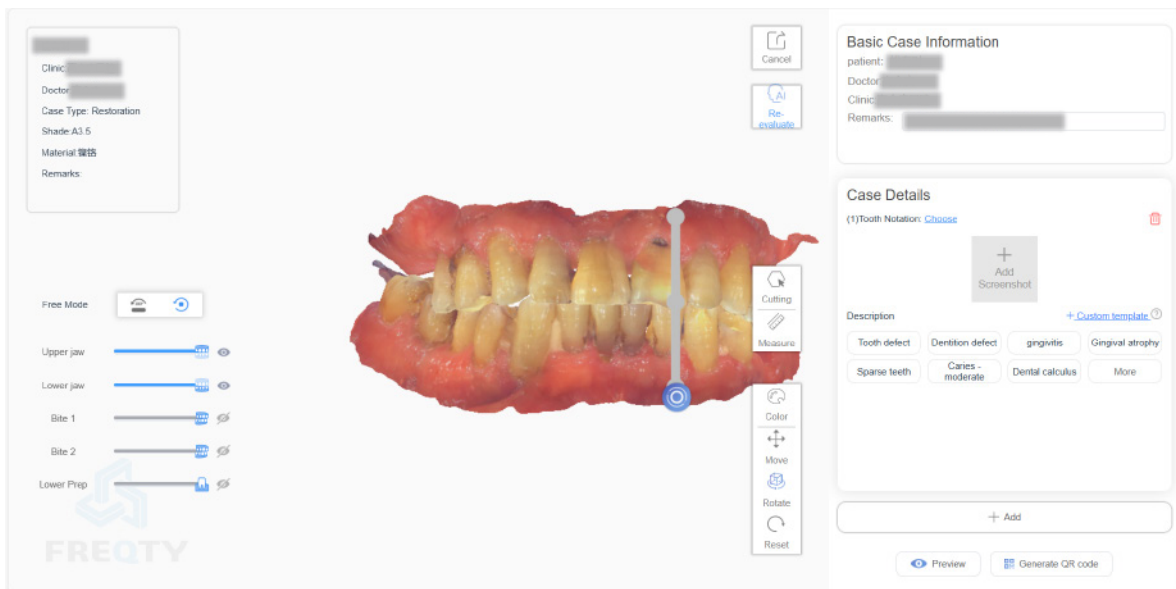 Clinic
Doctor
Case Type: Restoration
Shade:A3.5
Material:镍铬
Remarks:
Free Mode
Upper jaw
Lower jaw
Bite 1
Bite 2
Lower Prep
FREQTY
Cancel
AI
Re-
evaluate
Cutting
Measure
Color
Move
Rotate
Reset
Basic Case Information
patient:
Doctor
Clinic
Remarks:
Case Details
(1)Tooth Notation: Choose
+
Add
Screenshot
Description
+ Custom template ?
Tooth defect
Dentition defect
gingivitis
Gingival atrophy
Sparse teeth
Caries -
moderate
Dental calculus
More
+ Add
Preview
Generate QR code